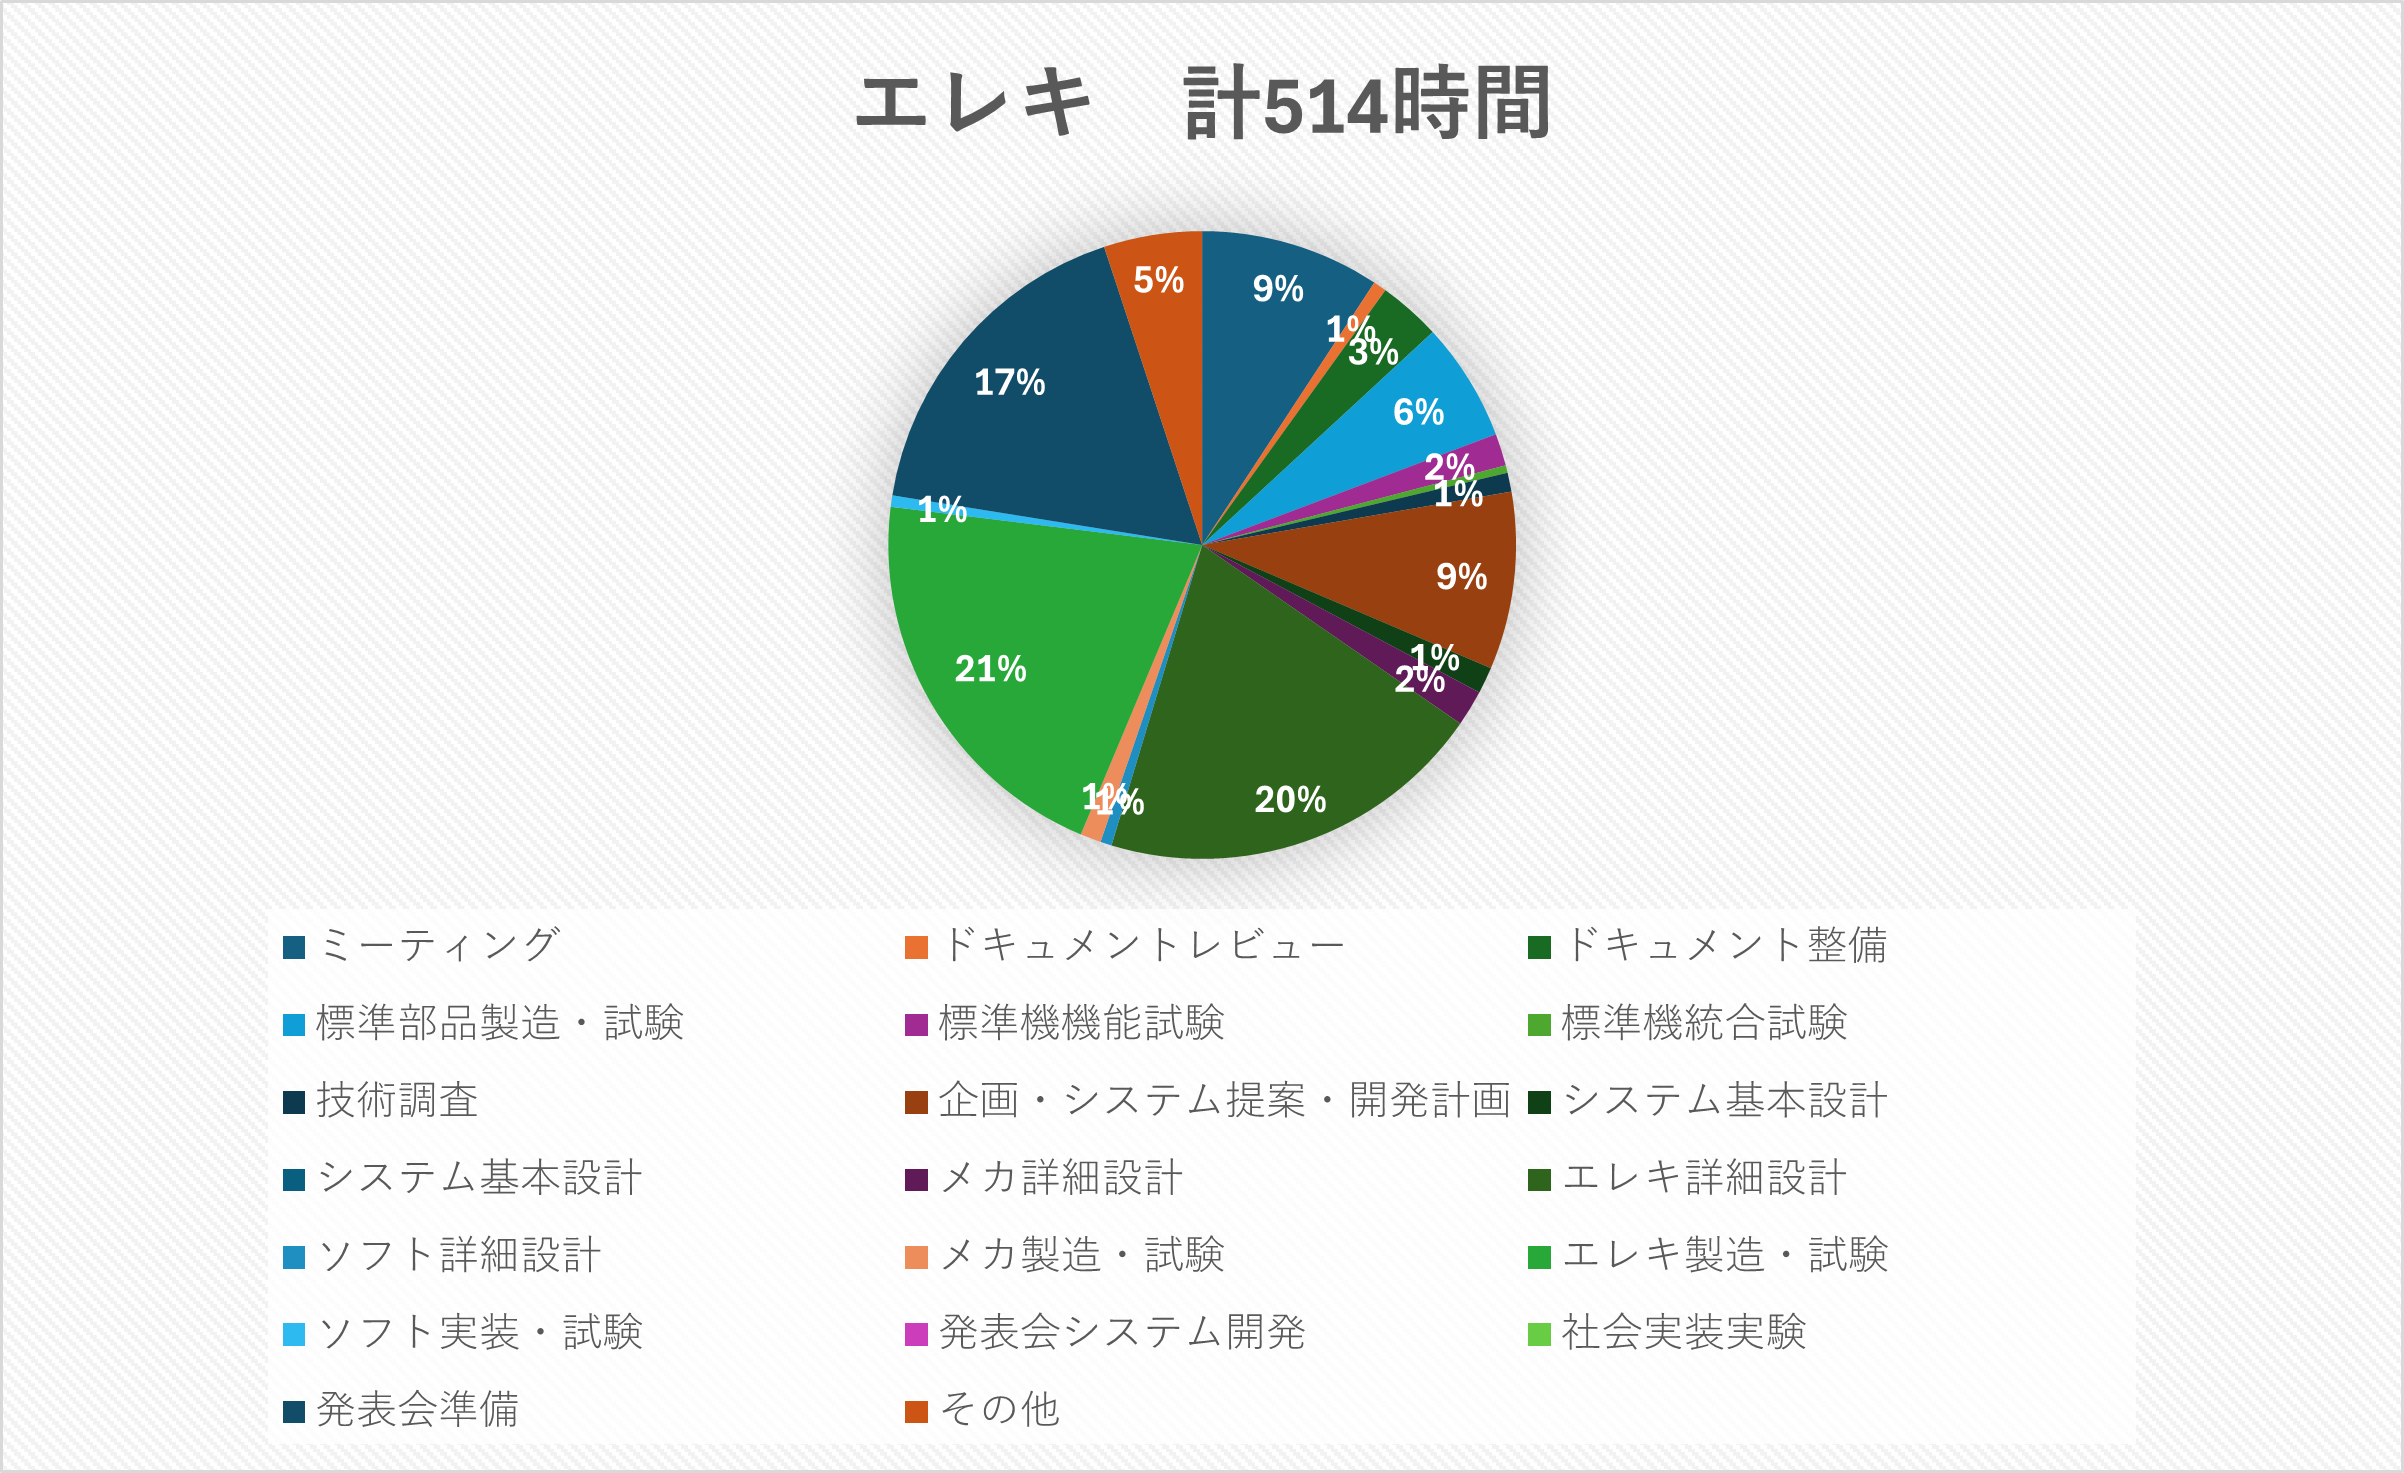 エレキ　計514時間
9%
1%
3%
6%
2%
1%
9%
1%
2%
20%
1%
1%
21%
1%
17%
5%
ミーティング
ドキュメントレビュー
ドキュメント整備
標準部品製造・試験
標準機機能試験
標準機統合試験
技術調査
企画・システム提案・開発計画
システム基本設計
システム基本設計
メカ詳細設計
エレキ詳細設計
ソフト詳細設計
メカ製造・試験
エレキ製造・試験
ソフト実装・試験
発表会システム開発
社会実装実験
発表会準備
その他